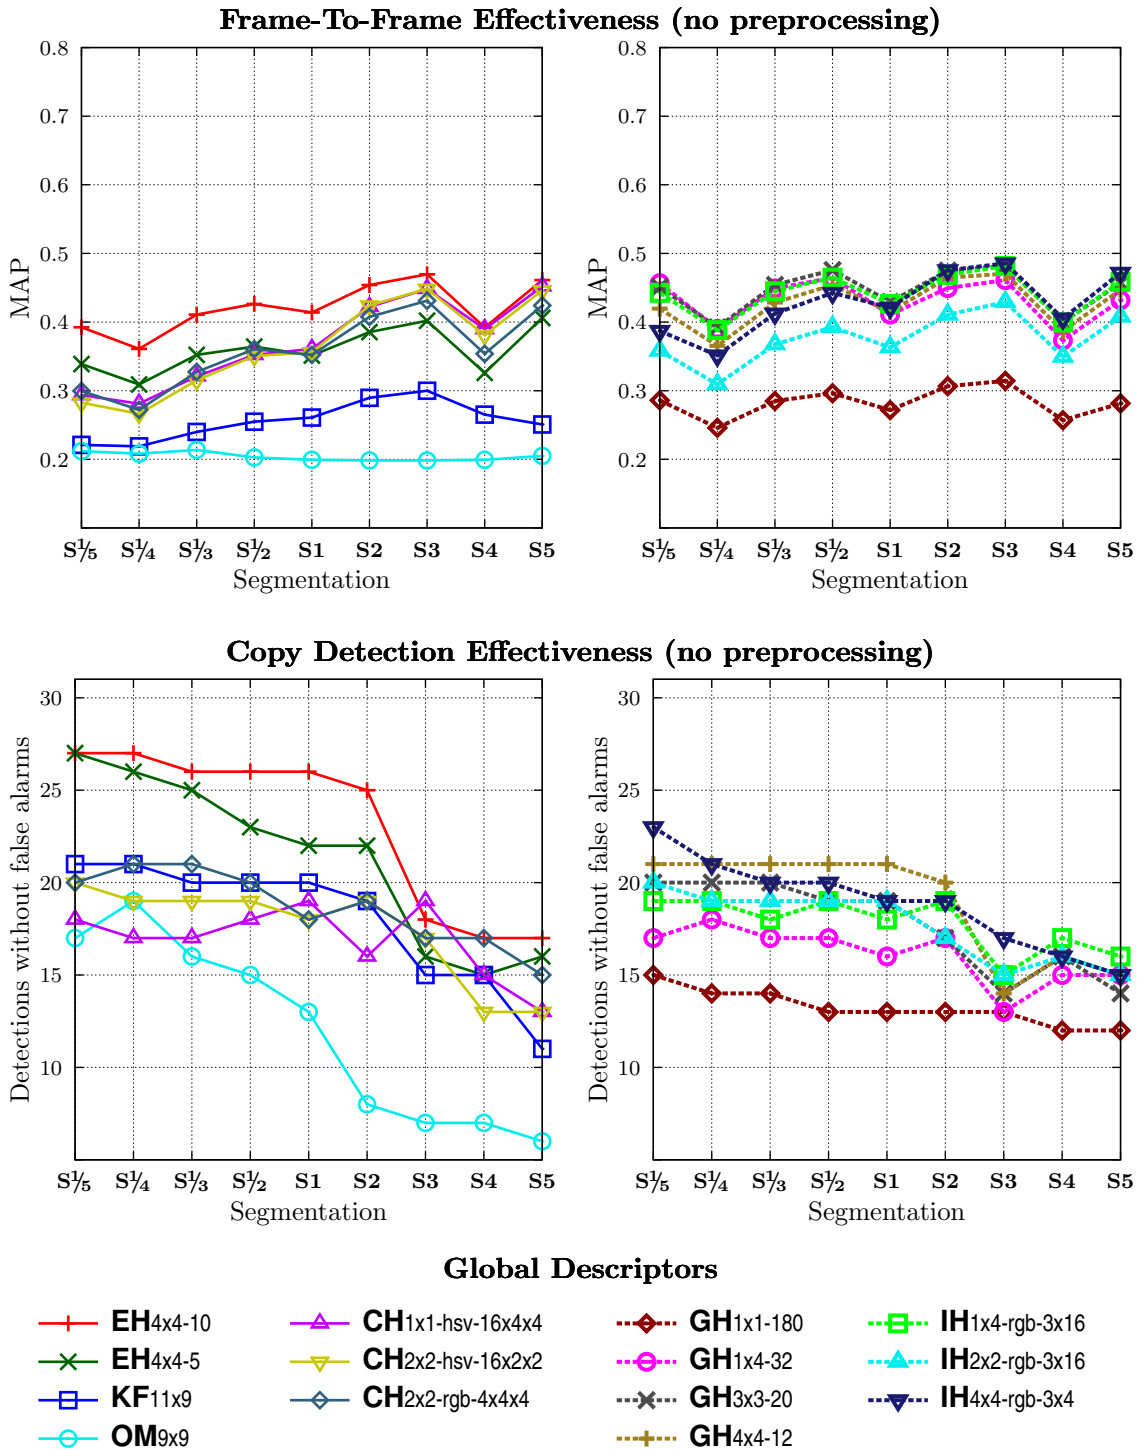 Frame-To-Frame Effectiveness (no preprocessing)
0.8
0.7
0.6
0.5
0.4
0.3
0.2
MAP
S⅕ S¼ S⅓ S½ S1 S2 S3 S4 S5
Segmentation
0.8
0.7
0.6
0.5
0.4
0.3
0.2
MAP
S⅕ S¼ S⅓ S½ S1 S2 S3 S4 S5
Segmentation
Copy Detection Effectiveness (no preprocessing)
30
25
20
15
10
Detections without false alarms
S⅕ S¼ S⅓ S½ S1 S2 S3 S4 S5
Segmentation
30
25
20
15
10
Detections without false alarms
S⅕ S¼ S⅓ S½ S1 S2 S3 S4 S5
Segmentation
Global Descriptors
EH4x4-10
EH4x4-5
KF11x9
OM9x9
CH1x1-hsv-16x4x4
CH2x2-hsv-16x2x2
CH2x2-rgb-4x4x4
GH1x1-180
GH1x4-32
GH3x3-20
GH4x4-12
IH1x4-rgb-3x16
IH2x2-rgb-3x16
IH4x4-rgb-3x4